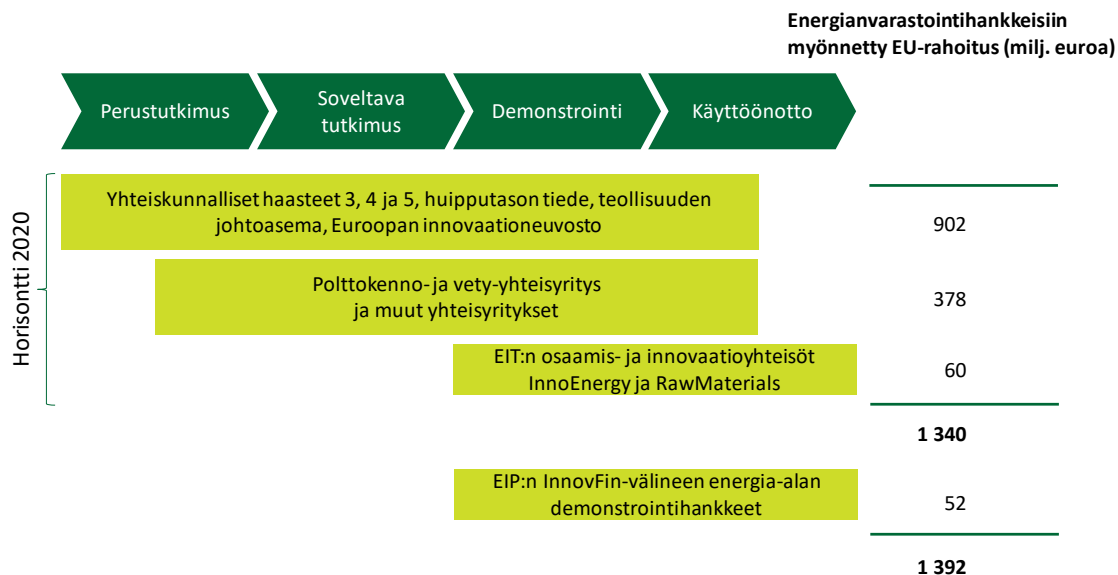 Energianvarastointihankkeisiin
myönnetty EU-rahoitus (milj. euroa)
Perustutkimus
Soveltava
tutkimus
Demonstrointi
Käyttöönotto
Horisontti 2020
Yhteiskunnalliset haasteet 3, 4 ja 5, huipputason tiede, teollisuuden
johtoasema, Euroopan innovaationeuvosto
902
Polttokenno- ja vety-yhteisyritys
ja muut yhteisyritykset
378
EIT:n osaamis- ja innovaatioyhteisöt
InnoEnergy ja RawMaterials
60
1 340
EIP:n InnovFin-välineen energia-alan
demonstrointihankkeet
52
1 392